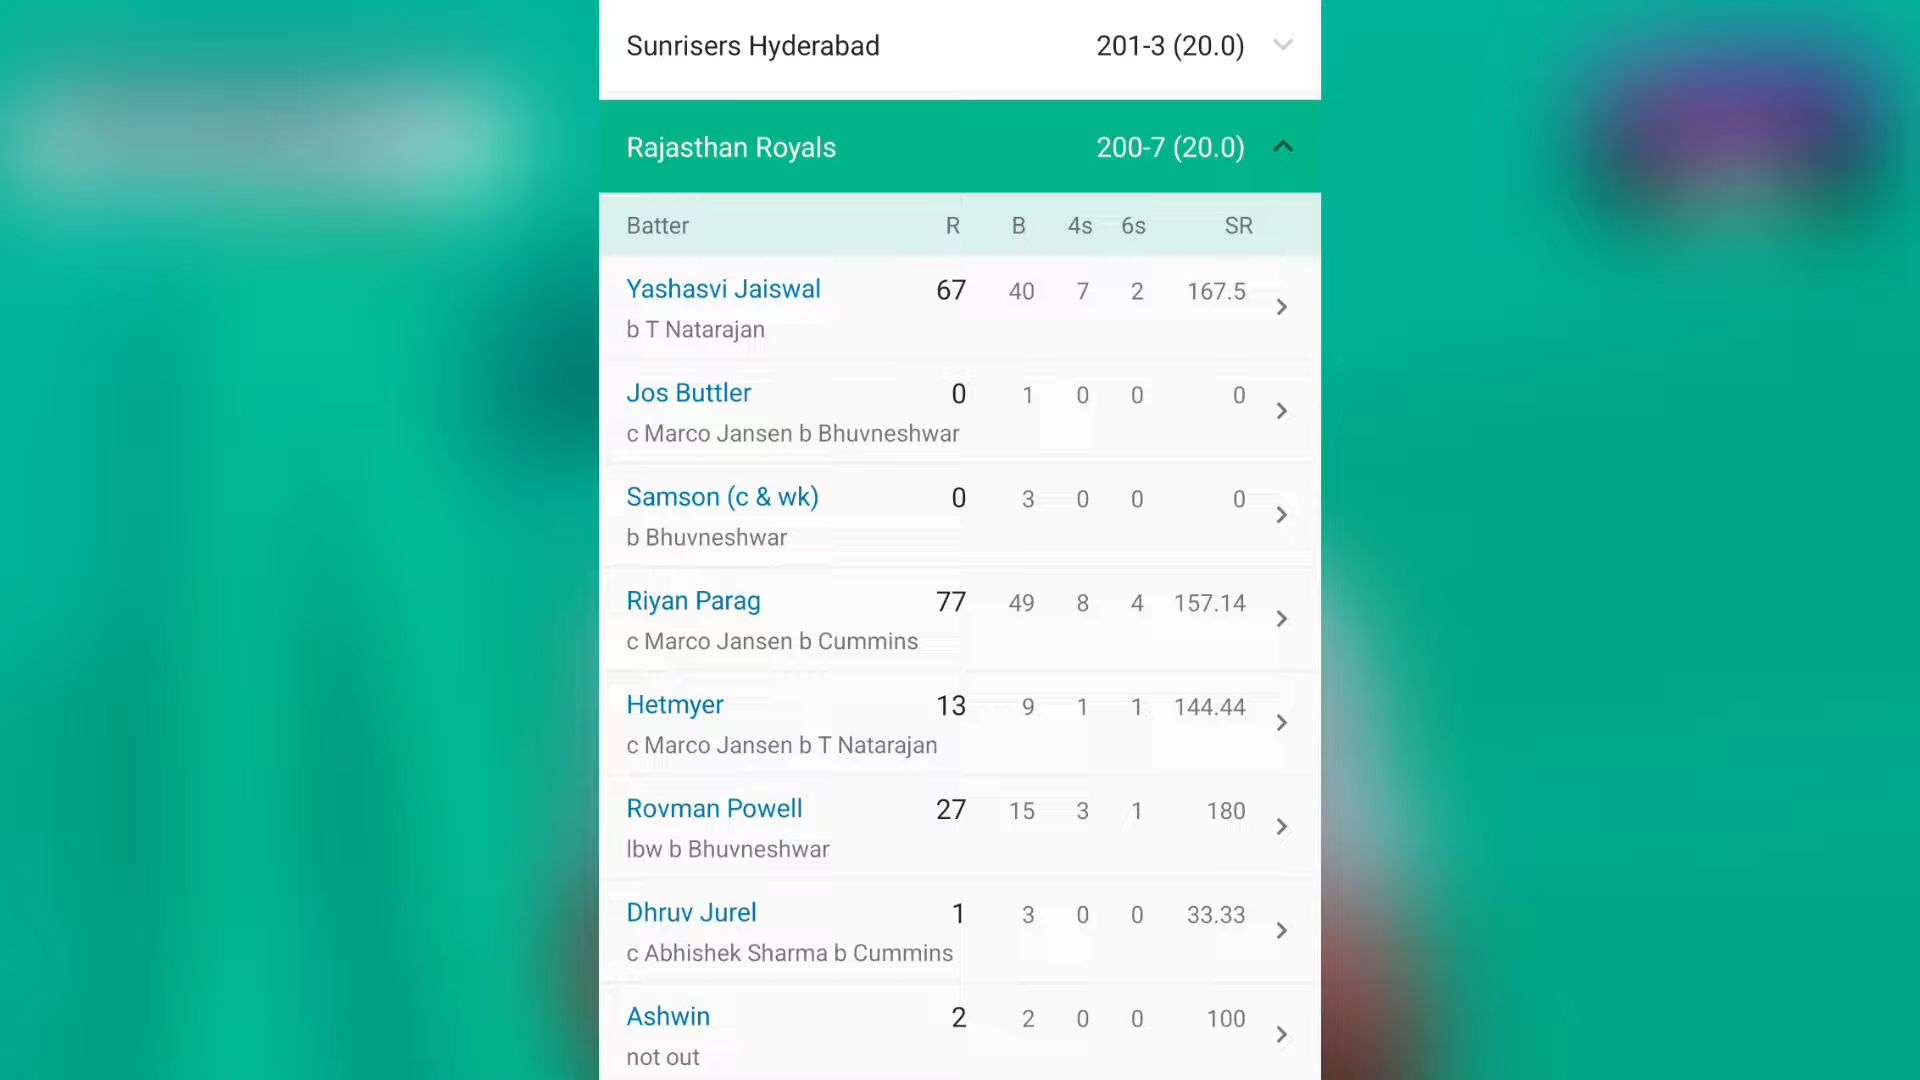 Sunrisers Hyderabad 201-3 (20.0)
Rajasthan Royals 200-7 (20.0)
Batter R B 4s 6s SR
Yashasvi Jaiswal 67 40 7 2 167.5
b T Natarajan
Jos Buttler 0 1 0 0 0
c Marco Jansen b Bhuvneshwar
Samson (c & wk) 0 3 0 0 0
b Bhuvneshwar
Riyan Parag 77 49 8 4 157.14
c Marco Jansen b Cummins
Hetmyer 13 9 1 1 144.44
c Marco Jansen b T Natarajan
Rovman Powell 27 15 3 1 180
lbw b Bhuvneshwar
Dhruv Jurel 1 3 0 0 33.33
c Abhishek Sharma b Cummins
Ashwin 2 2 0 0 100
not out